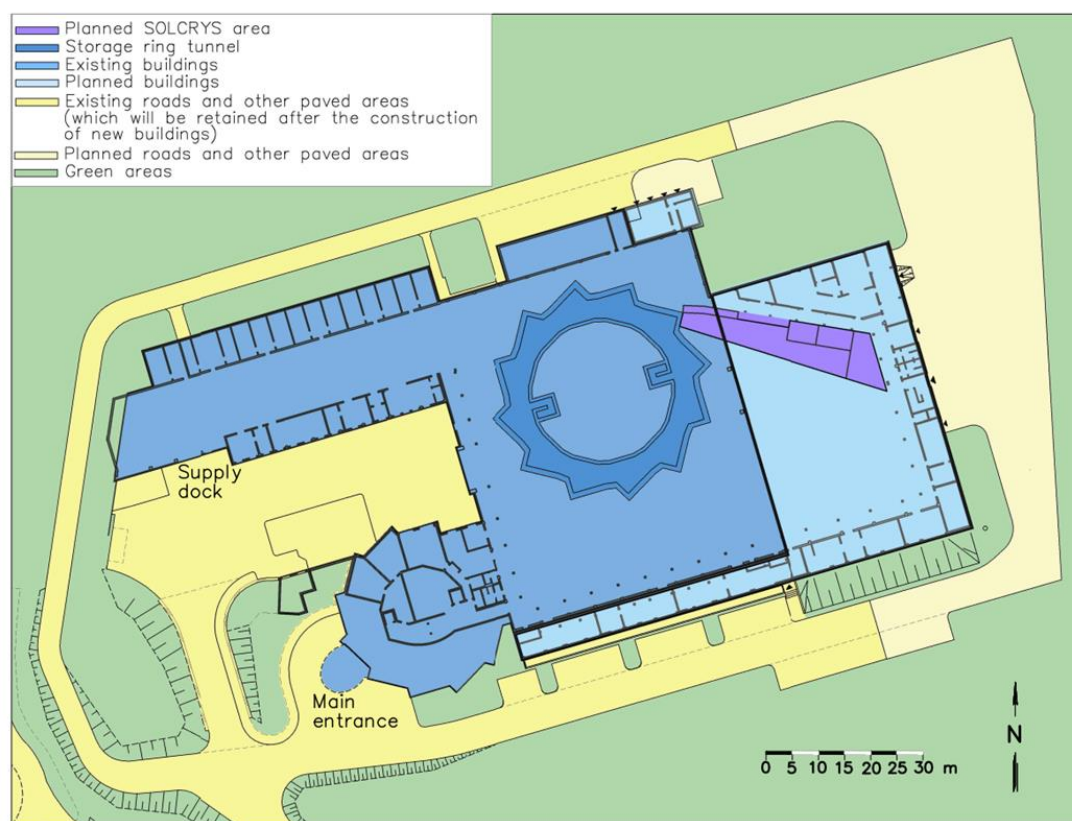 Planned SOLCRYS area
Storage ring tunnel
Existing buildings
Planned buildings
Existing roads and other paved areas
(which will be retained after the construction
of new buildings)
Planned roads and other paved areas
Green areas
Supply
dock
Main
entrance
N
0 5 10 15 20 25 30 m